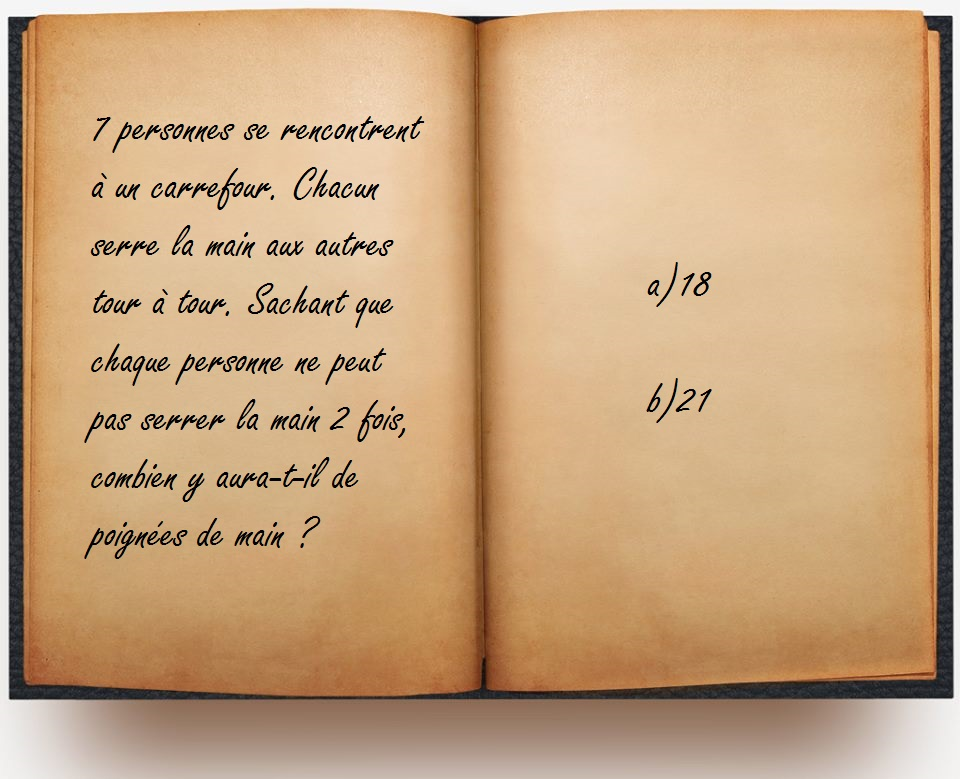 7 personnes se rencontrent
à un carrefour. Chacun
serre la main aux autres
tour à tour. Sachant que
chaque personne ne peut
pas serrer la main 2 fois,
combien y aura-t-il de
poignées de main ?
a)18
b)21